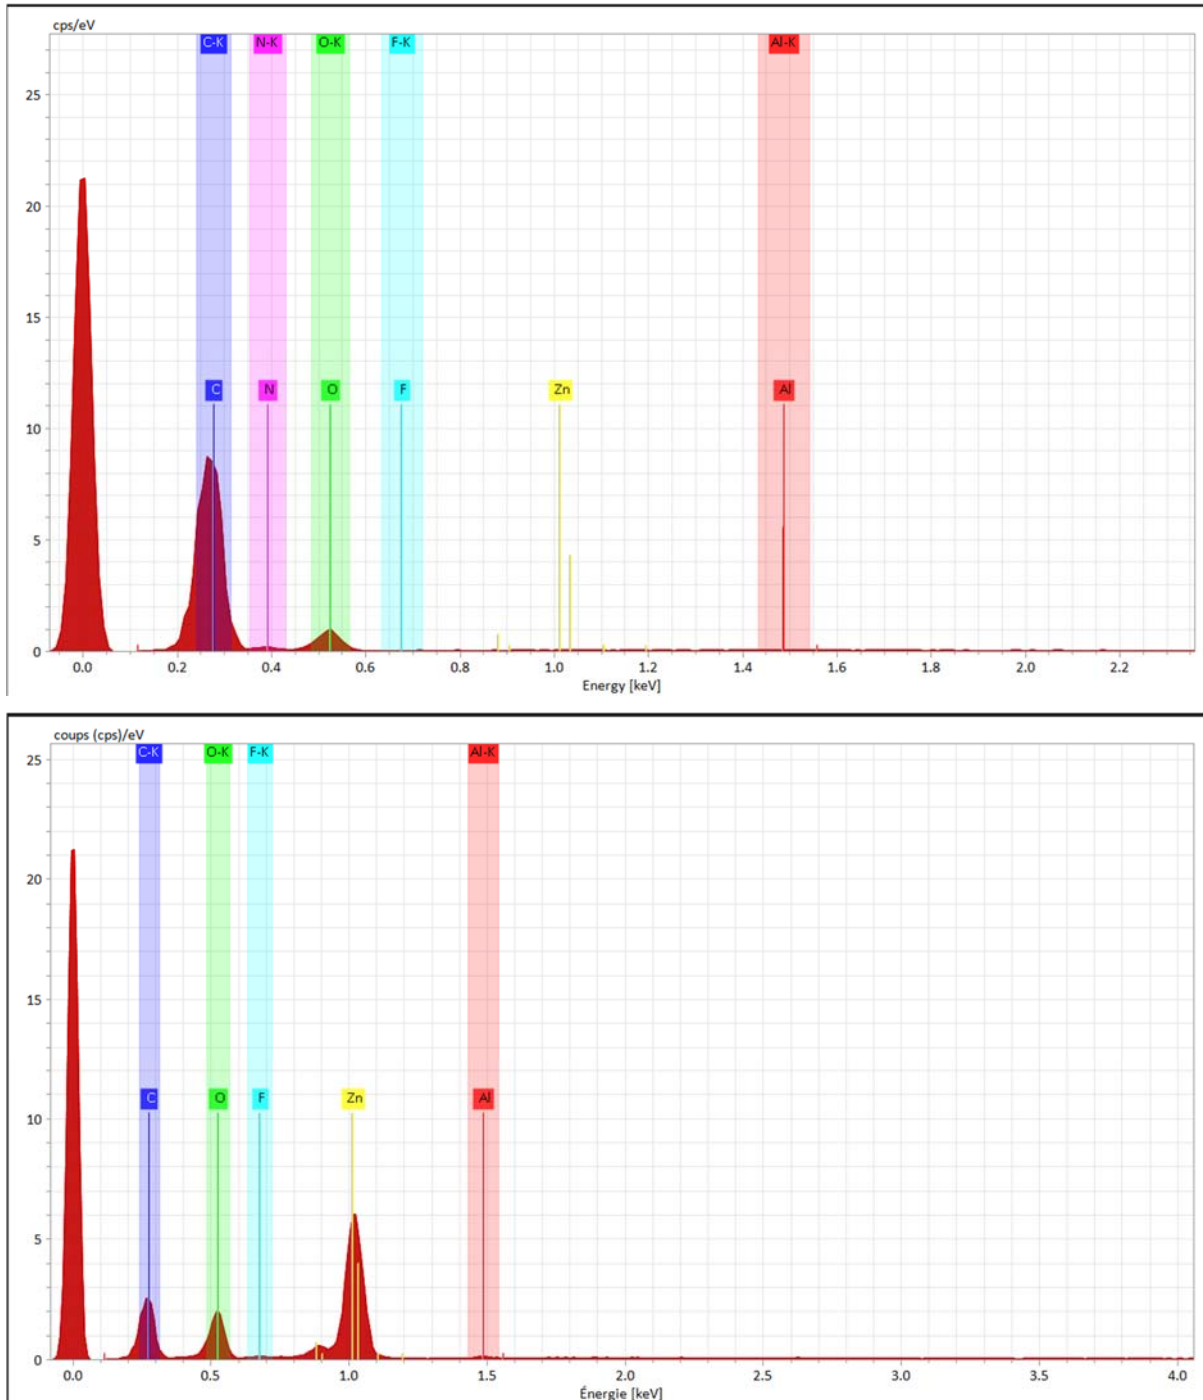 cps/eV
C-K N-K O-K F-K Al-K
25
20
15
C N O F Zn Al
10
5
0
0.0 0.2 0.4 0.6 0.8 1.0 1.2 1.4 1.6 1.8 2.0 2.2
Energy [keV]
coups (cps)/eV
C-K O-K F-K Al-K
25
20
15
C O F Zn Al
10
5
0
0.0 0.5 1.0 1.5 2.0 2.5 3.0 3.5 4.0
Énergie [keV]